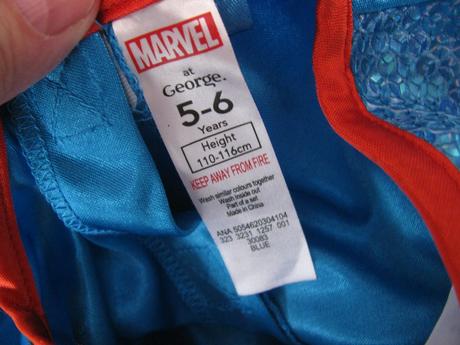 MARVEL
at
George.
5-6
Years
Height
110-116cm
KEEP AWAY FROM FIRE
Wash similar colours together
Wash inside out
Part of a set
Made in China
ANA 5054620304104
323 3231 1257 001
30083
BLUE